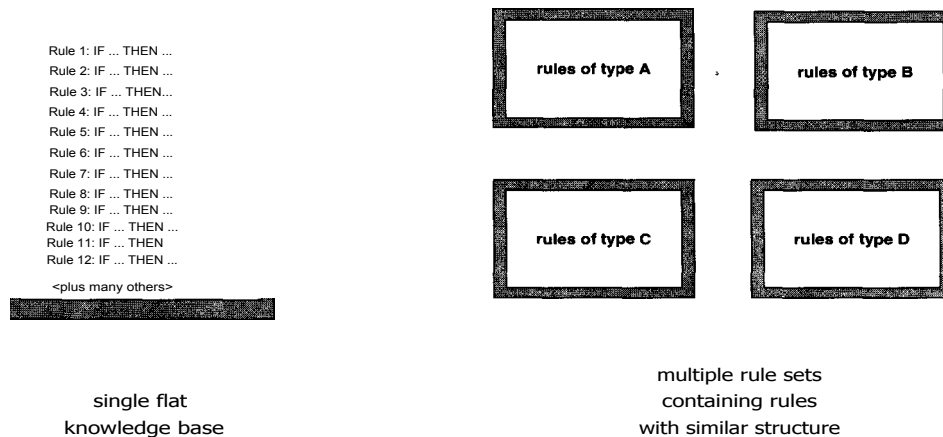 Rule 1: IF ... THEN ...
Rule 2: IF ... THEN ...
Rule 3: IF ... THEN...
Rule 4: IF ... THEN ...
Rule 5: IF ... THEN ...
Rule 6: IF ... THEN ...
Rule 7: IF ... THEN ...
Rule 8: IF ... THEN ...
Rule 9: IF ... THEN ...
Rule 10: IF ... THEN ...
Rule 11: IF ... THEN
Rule 12: IF ... THEN ...
<plus many others>
single flat
knowledge base
rules of type A
rules of type B
rules of type C
rules of type D
multiple rule sets
containing rules
with similar structure